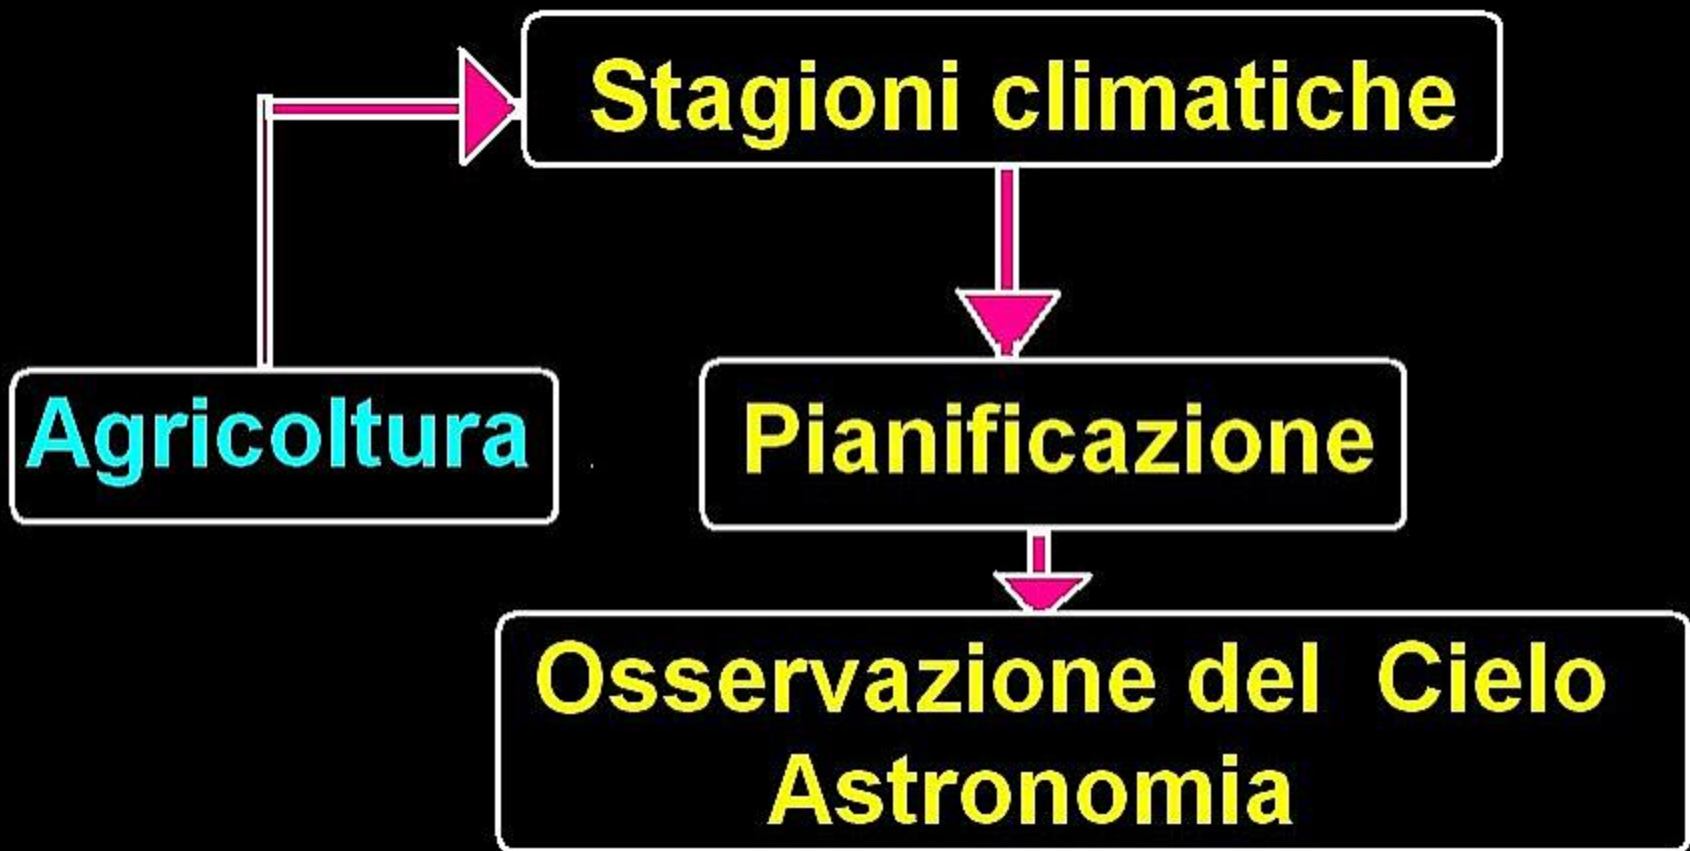 Stagioni climatiche
Agricoltura
Pianificazione
Osservazione del Cielo
Astronomia